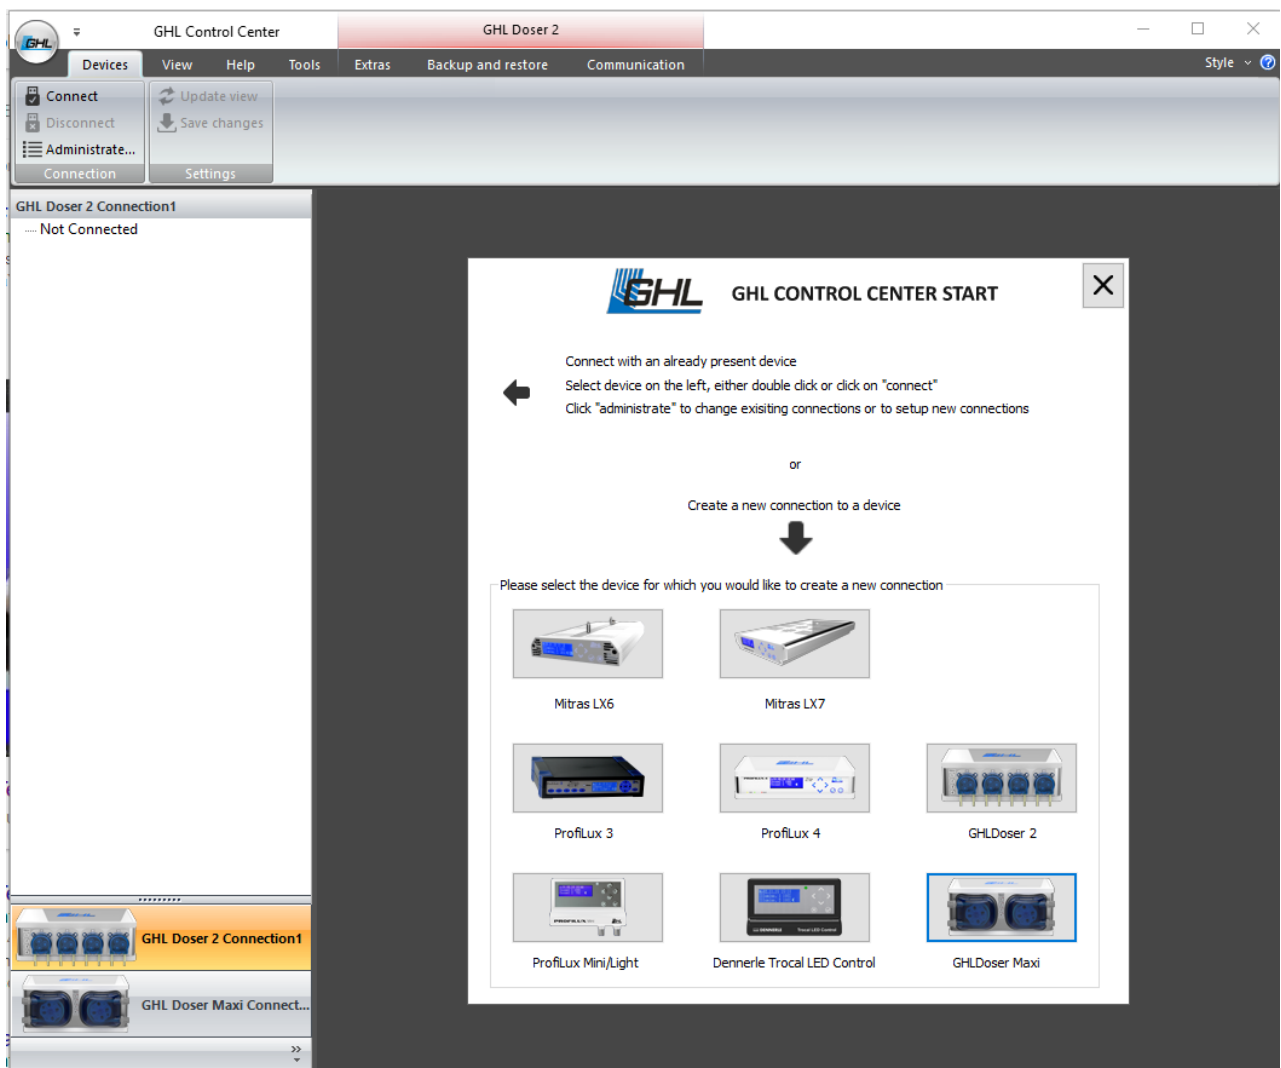 GHL
GHL Control Center
GHL Doser 2
Devices
View
Help
Tools
Extras
Backup and restore
Communication
Style
Connect
Disconnect
Administrate...
Connection
Update view
Save changes
Settings
GHL Doser 2 Connection1
Not Connected
GHL
GHL CONTROL CENTER START
Connect with an already present device
Select device on the left, either double click or click on "connect"
Click "administrate" to change exisiting connections or to setup new connections
or
Create a new connection to a device
Please select the device for which you would like to create a new connection
Mitras LX6
Mitras LX7
ProfiLux 3
ProfiLux 4
GHLDoser 2
ProfiLux Mini/Light
Dennerle Trocal LED Control
GHLDoser Maxi
GHL Doser 2 Connection1
GHL Doser Maxi Connect...